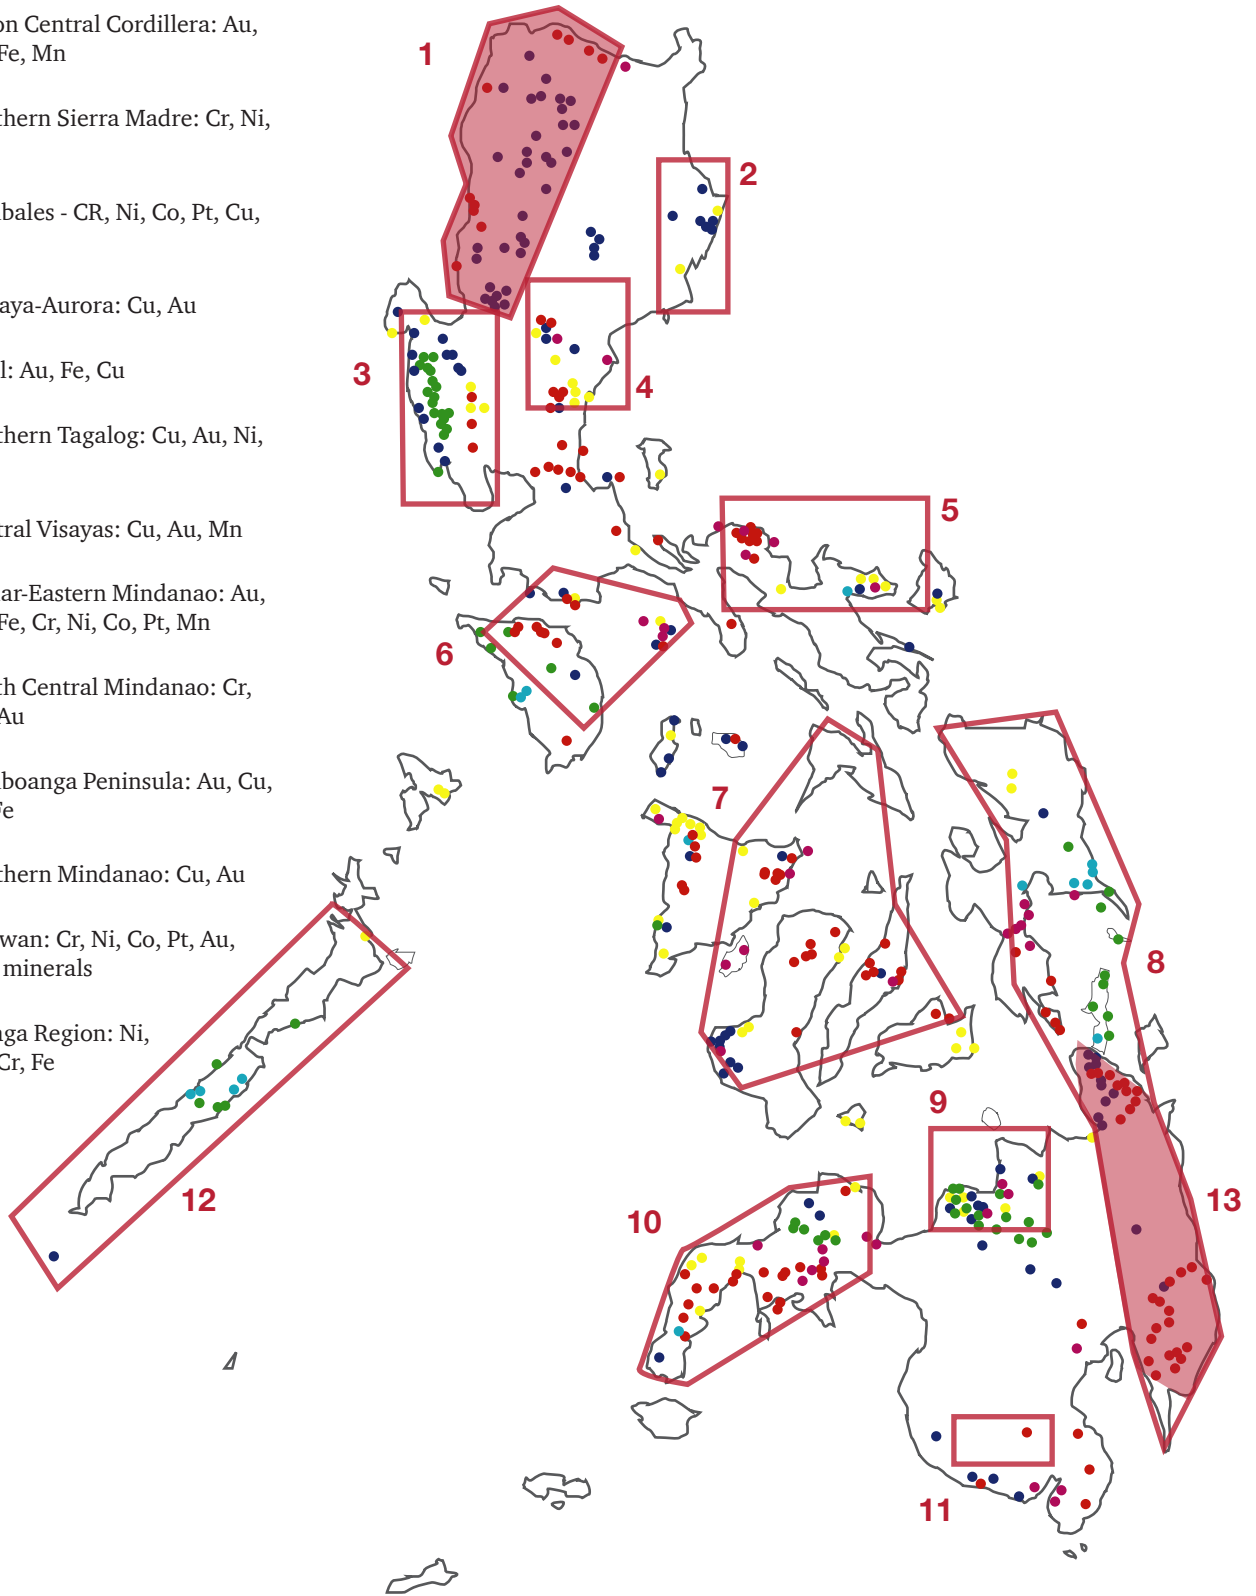 on Central Cordillera: Au,
Fe, Mn
thern Sierra Madre: Cr, Ni,
bales - CR, Ni, Co, Pt, Cu,
aya-Aurora: Cu, Au
l: Au, Fe, Cu
thern Tagalog: Cu, Au, Ni,
tral Visayas: Cu, Au, Mn
ar-Eastern Mindanao: Au,
Fe, Cr, Ni, Co, Pt, Mn
th Central Mindanao: Cr,
Au
boanga Peninsula: Au, Cu,
Fe
thern Mindanao: Cu, Au
wan: Cr, Ni, Co, Pt, Au,
minerals
ga Region: Ni,
Cr, Fe
1
2
3
4
5
6
7
8
9
10
11
12
13